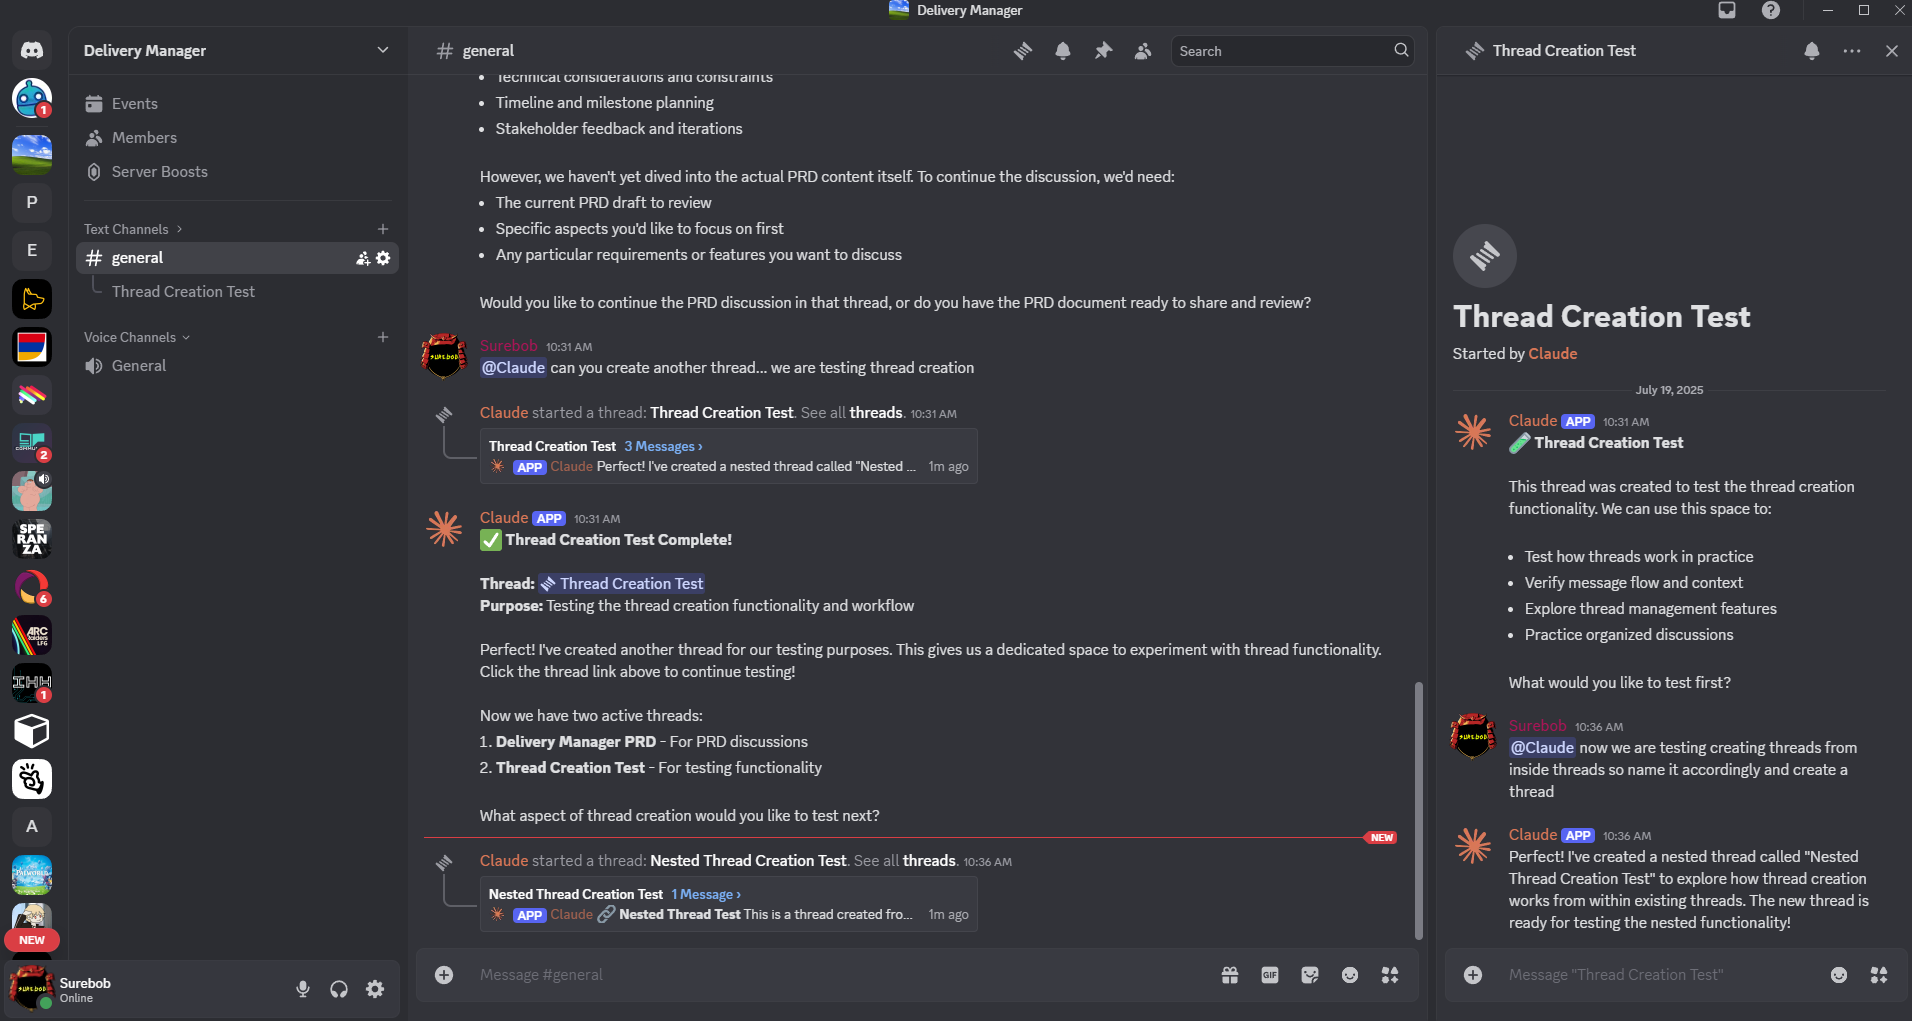 Delivery Manager
Delivery Manager
Events
Members
Server Boosts
Text Channels
general
Thread Creation Test
Voice Channels
General
1
P
E
2
SPE
RAN
ZA
6
ARC
Raiders
LFG
IHH
1
A
PALWORLD
NEW
SUREBOB
Surebob
Online
general
Search
• Technical considerations and constraints
• Timeline and milestone planning
• Stakeholder feedback and iterations
However, we haven't yet dived into the actual PRD content itself. To continue the discussion, we'd need:
• The current PRD draft to review
• Specific aspects you'd like to focus on first
• Any particular requirements or features you want to discuss
Would you like to continue the PRD discussion in that thread, or do you have the PRD document ready to share and review?
SUREBOB
Surebob 10:31 AM
@Claude can you create another thread... we are testing thread creation
Claude started a thread: Thread Creation Test. See all threads. 10:31 AM
Thread Creation Test 3 Messages ›
APP Claude Perfect! I've created a nested thread called "Nested ... 1m ago
Claude APP 10:31 AM
✅ Thread Creation Test Complete!
Thread: Thread Creation Test
Purpose: Testing the thread creation functionality and workflow
Perfect! I've created another thread for our testing purposes. This gives us a dedicated space to experiment with thread functionality.
Click the thread link above to continue testing!
Now we have two active threads:
1. Delivery Manager PRD - For PRD discussions
2. Thread Creation Test - For testing functionality
What aspect of thread creation would you like to test next?
NEW
Claude started a thread: Nested Thread Creation Test. See all threads. 10:36 AM
Nested Thread Creation Test 1 Message ›
APP Claude 🔗 Nested Thread Test This is a thread created fro... 1m ago
Message #general
GIF
Thread Creation Test
Thread Creation Test
Started by Claude
July 19, 2025
Claude APP 10:31 AM
🧪 Thread Creation Test
This thread was created to test the thread creation
functionality. We can use this space to:
• Test how threads work in practice
• Verify message flow and context
• Explore thread management features
• Practice organized discussions
What would you like to test first?
SUREBOB
Surebob 10:36 AM
@Claude now we are testing creating threads from
inside threads so name it accordingly and create a
thread
Claude APP 10:36 AM
Perfect! I've created a nested thread called "Nested
Thread Creation Test" to explore how thread creation
works from within existing threads. The new thread is
ready for testing the nested functionality!
Message "Thread Creation Test"